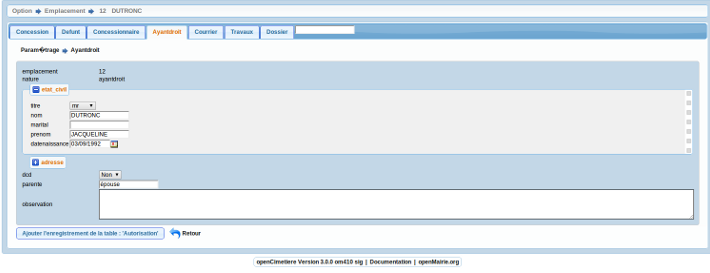 Option Emplacement 12 DUTRONC
Concession Defunt Concessionnaire Ayantdroit Courrier Travaux Dossier
Param�trage Ayantdroit
emplacement 12
nature ayantdroit
etat_civil
titre mr
nom DUTRONC
marital
prenom JACQUELINE
datenaissance 03/09/1992
adresse
dcd Non
parente épouse
observation
Ajouter l'enregistrement de la table : 'Autorisation' Retour
openCimetiere Version 3.0.0 om410 sig | Documentation | openMairie.org